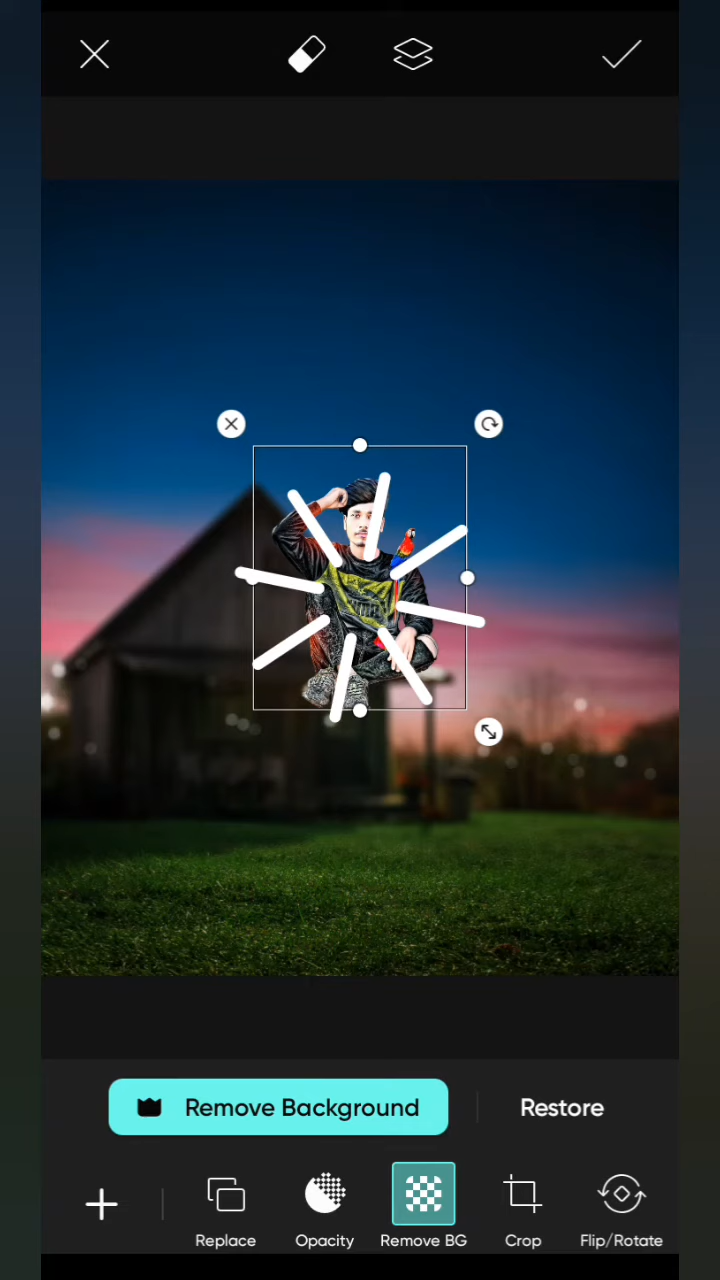 Remove Background
Restore
Replace
Opacity
Remove BG
Crop
Flip/Rotate